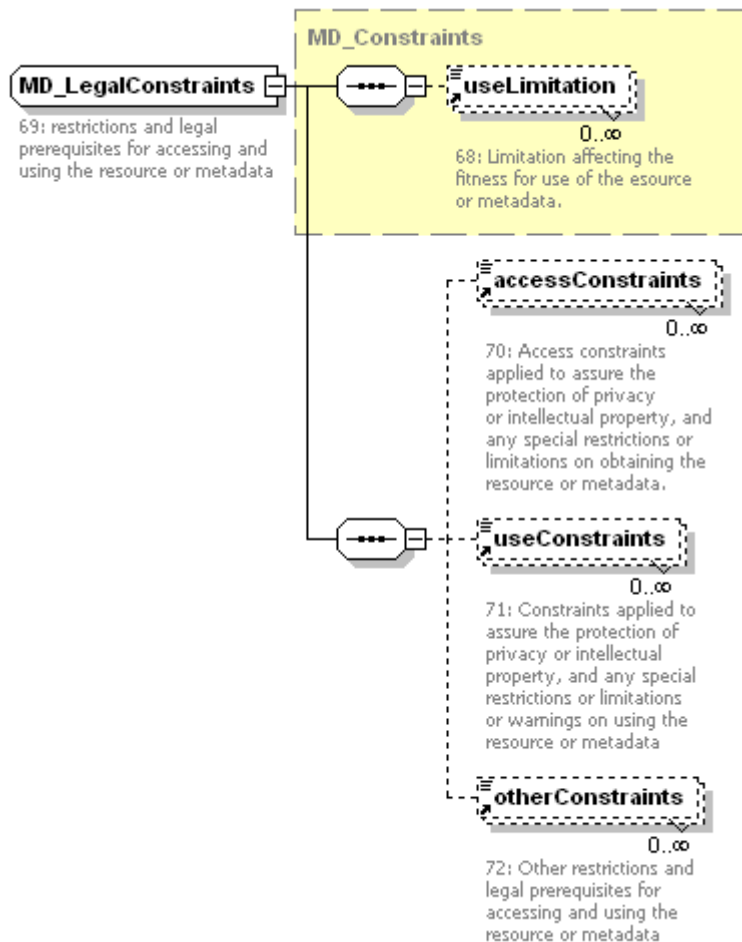 MD_Constraints
MD_LegalConstraints
69: restrictions and legal
prerequisites for accessing and
using the resource or metadata
useLimitation
0..∞
68: Limitation affecting the
fitness for use of the esource
or metadata.
accessConstraints
0..∞
70: Access constraints
applied to assure the
protection of privacy
or intellectual property, and
any special restrictions or
limitations on obtaining the
resource or metadata.
useConstraints
0..∞
71: Constraints applied to
assure the protection of
privacy or intellectual
property, and any special
restrictions or limitations
or warnings on using the
resource or metadata
otherConstraints
0..∞
72: Other restrictions and
legal prerequisites for
accessing and using the
resource or metadata